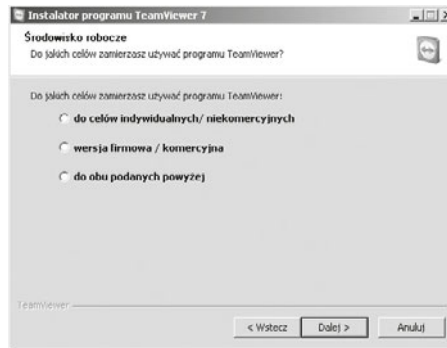 Instalator programu TeamViewer 7
Środowisko robocze
Do jakich celów zamierzasz używać programu TeamViewer?
Do jakich celów zamierzasz używać programu TeamViewer:
do celów indywidualnych/ niekomercyjnych
wersja firmowa / komercyjna
do obu podanych powyżej
TeamViewer
< Wstecz
Dalej >
Anuluj